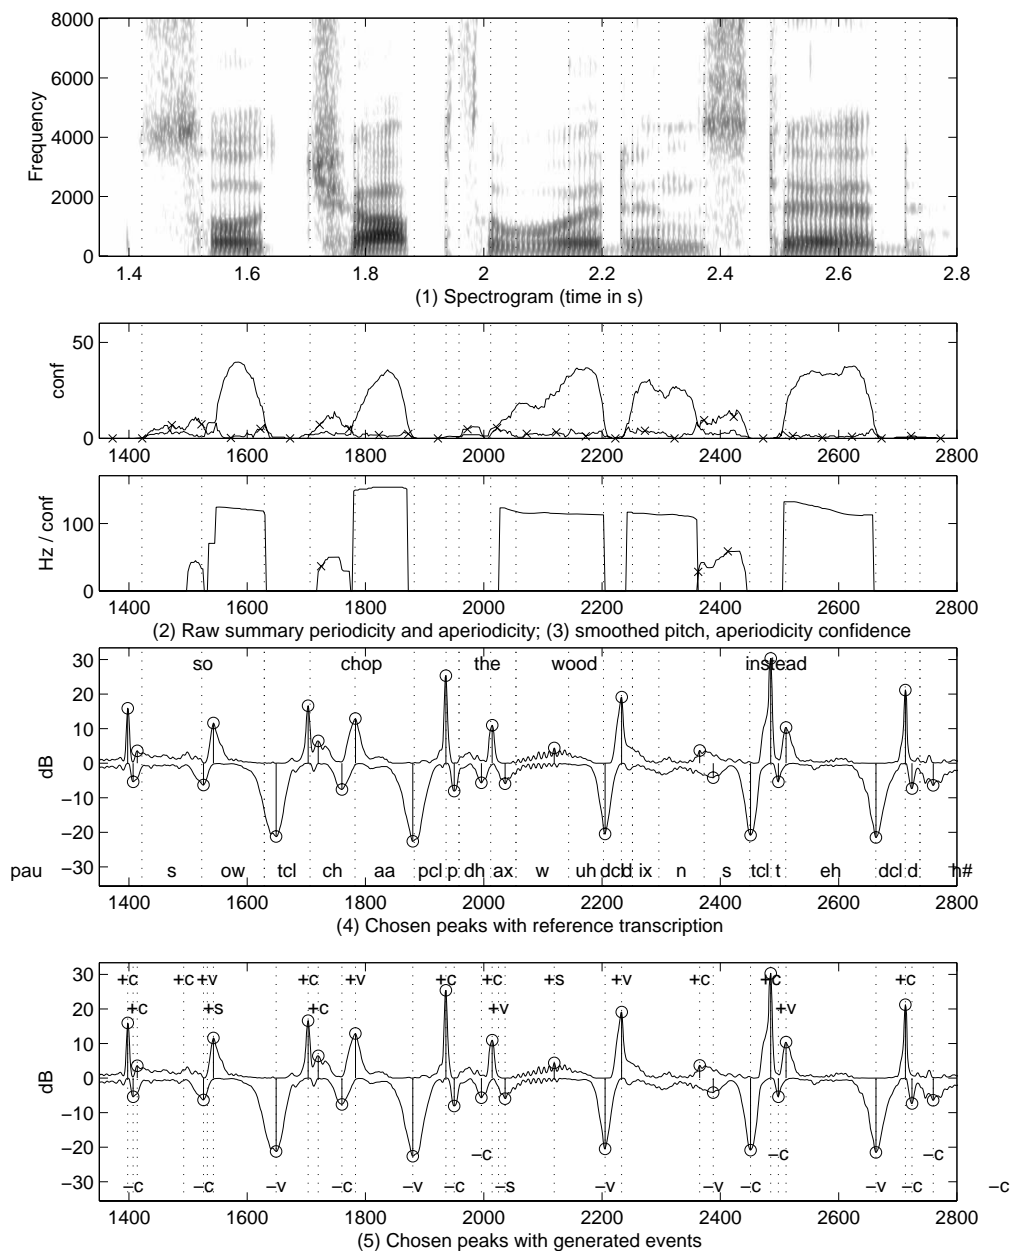 8000
6000
4000
2000
0
Frequency
1.4 1.6 1.8 2 2.2 2.4 2.6 2.8
(1) Spectrogram (time in s)
50
0
conf
1400 1600 1800 2000 2200 2400 2600 2800
100
0
Hz / conf
1400 1600 1800 2000 2200 2400 2600 2800
(2) Raw summary periodicity and aperiodicity; (3) smoothed pitch, aperiodicity confidence
30
20
10
0
−10
−20
−30
dB
so chop the wood instead
pau s ow tcl ch aa pcl p dh ax w uh dcl d ix n s tcl t eh dcl d h#
1400 1600 1800 2000 2200 2400 2600 2800
(4) Chosen peaks with reference transcription
30
20
10
0
−10
−20
−30
dB
+c +c +v +c +v +c +c +s +v +c +c +c
+c +s +c +v +v
−c −c −c
−c −c −v −c −v −c −s −v −v −c −v −c −c
1400 1600 1800 2000 2200 2400 2600 2800
(5) Chosen peaks with generated events